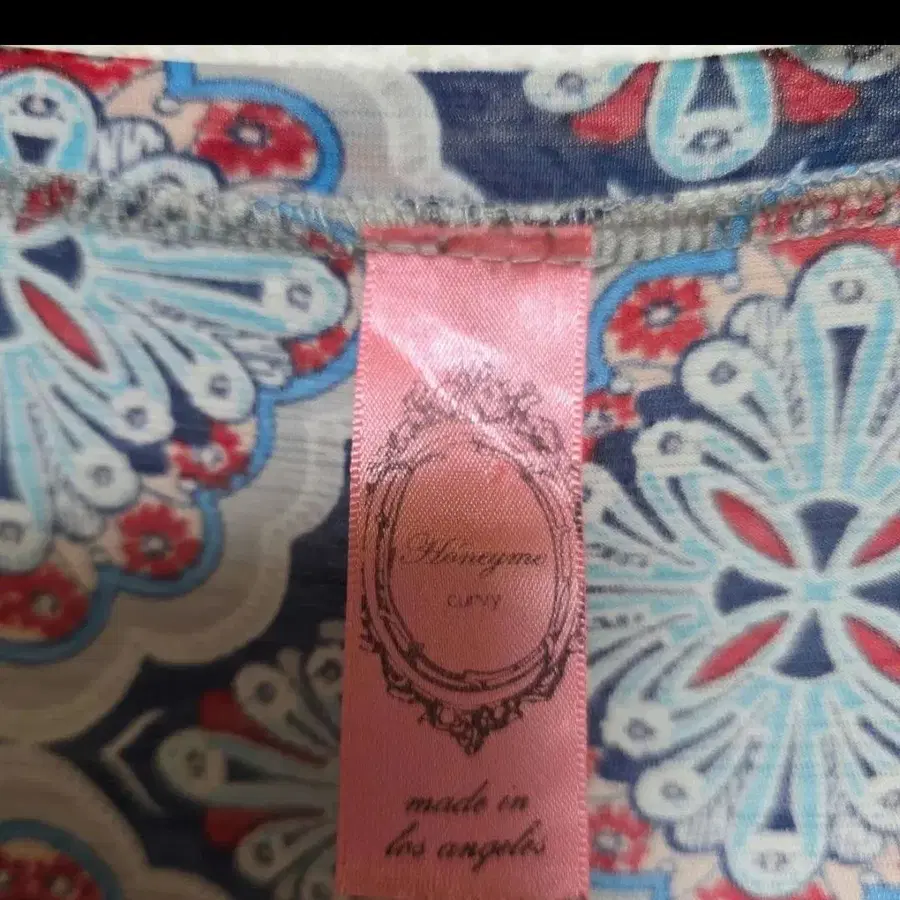 Honeyme
curvy
made in
los angeles